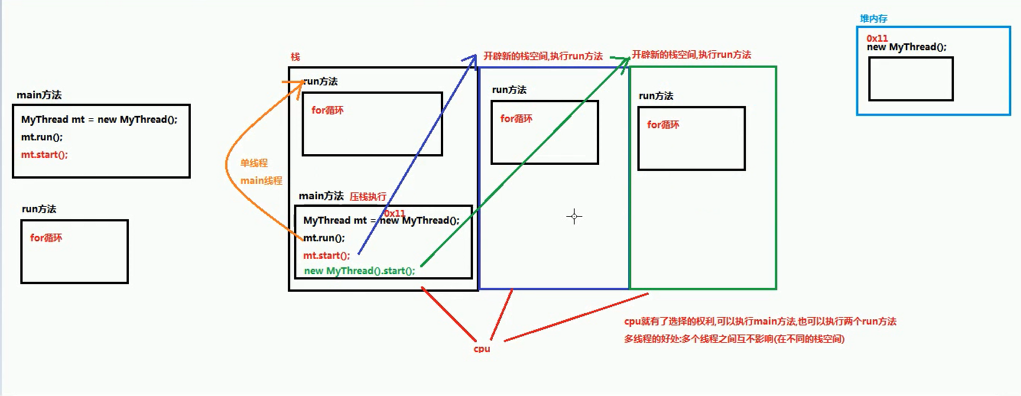 main方法
MyThread mt = new MyThread();
mt.run();
mt.start();
run方法
for循环
单线程
main线程
栈
run方法
for循环
main方法 压栈执行
0x11
MyThread mt = new MyThread();
mt.run();
mt.start();
new MyThread().start();
开辟新的栈空间,执行run方法
run方法
for循环
开辟新的栈空间,执行run方法
run方法
for循环
堆内存
0x11
new MyThread();
cpu
cpu就有了选择的权利,可以执行main方法,也可以执行两个run方法
多线程的好处:多个线程之间互不影响(在不同的栈空间)